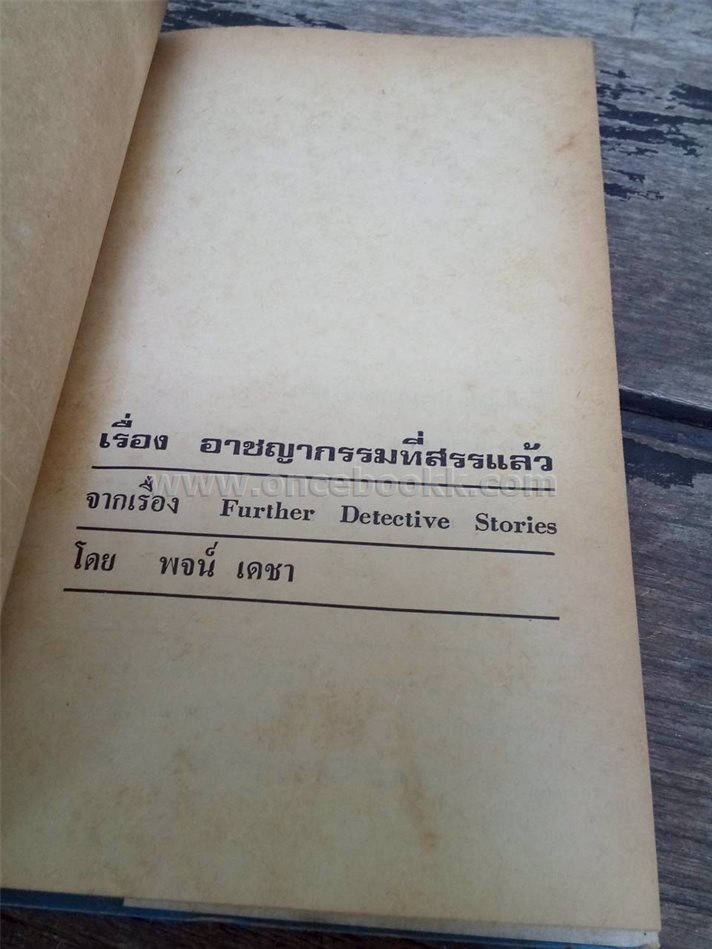 เรื่อง อาชญากรรมที่สรรแล้ว
www.oncebookk.com
จากเรื่อง Further Detective Stories
โดย พจน์ เดชา